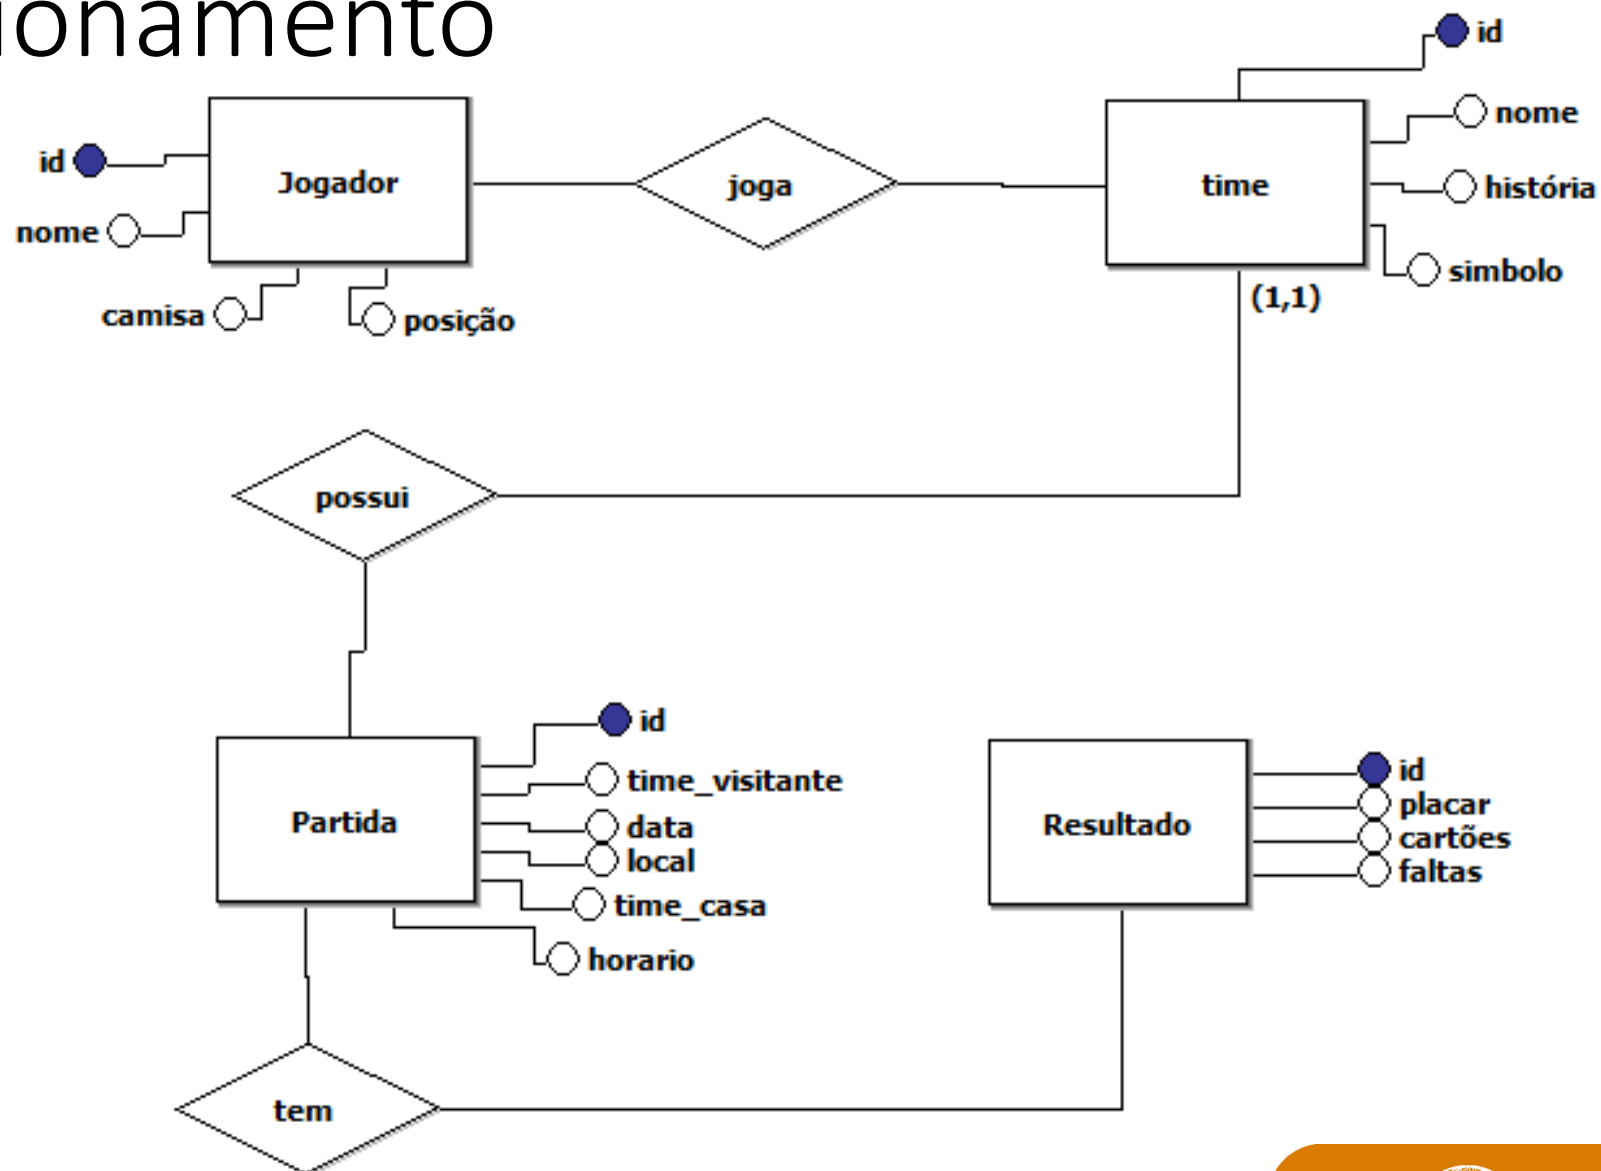 ionamento
id
nome
camisa
posição
Jogador
joga
time
id
nome
história
simbolo
(1,1)
possui
Partida
id
time_visitante
data
local
time_casa
horario
Resultado
id
placar
cartões
faltas
tem